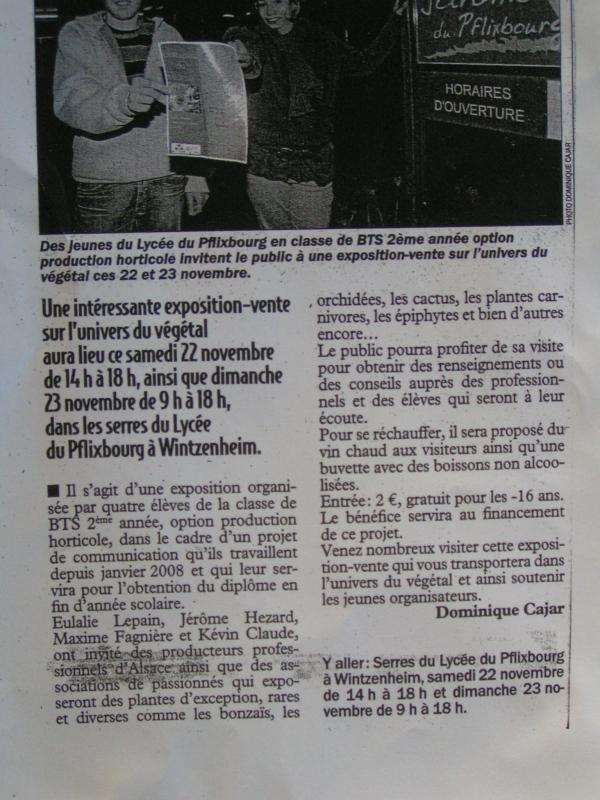 du Pflixbourg
HORAIRES
D'OUVERTURE
PHOTO DOMINIQUE CAJAR
Des jeunes du Lycée du Pflixbourg en classe de BTS 2ème année option
production horticole invitent le public à une exposition-vente sur l'univers du
végétal ces 22 et 23 novembre.
Une intéressante exposition-vente
sur l'univers du végétal
aura lieu ce samedi 22 novembre
de 14 h à 18 h, ainsi que dimanche
23 novembre de 9 h à 18 h,
dans les serres du Lycée
du Pflixbourg à Wintzenheim.
■ Il s'agit d'une exposition organi-
sée par quatre élèves de la classe de
BTS 2ème année, option production
horticole, dans le cadre d'un projet
de communication qu'ils travaillent
depuis janvier 2008 et qui leur ser-
vira pour l'obtention du diplôme en
fin d'année scolaire.
Eulalie Lepain, Jérôme Hezard,
Maxime Fagnière et Kévin Claude,
ont invité des producteurs profes-
sionnels d'Alsace ainsi que des as-
sociations de passionnés qui expo-
seront des plantes d'exception, rares
et diverses comme les bonzaïs, les
orchidées, les cactus, les plantes car-
nivores, les épiphytes et bien d'autres
encore...
Le public pourra profiter de sa visite
pour obtenir des renseignements ou
des conseils auprès des profession-
nels et des élèves qui seront à leur
écoute.
Pour se réchauffer, il sera proposé du
vin chaud aux visiteurs ainsi qu'une
buvette avec des boissons non alcoo-
lisées.
Entrée : 2 €, gratuit pour les -16 ans.
Le bénéfice servira au financement
de ce projet.
Venez nombreux visiter cette exposi-
tion-vente qui vous transportera dans
l'univers du végétal et ainsi soutenir
les jeunes organisateurs.
Dominique Cajar
Y aller : Serres du Lycée du Pflixbourg
à Wintzenheim, samedi 22 novembre
de 14 h à 18 h et dimanche 23 no-
vembre de 9 h à 18 h.